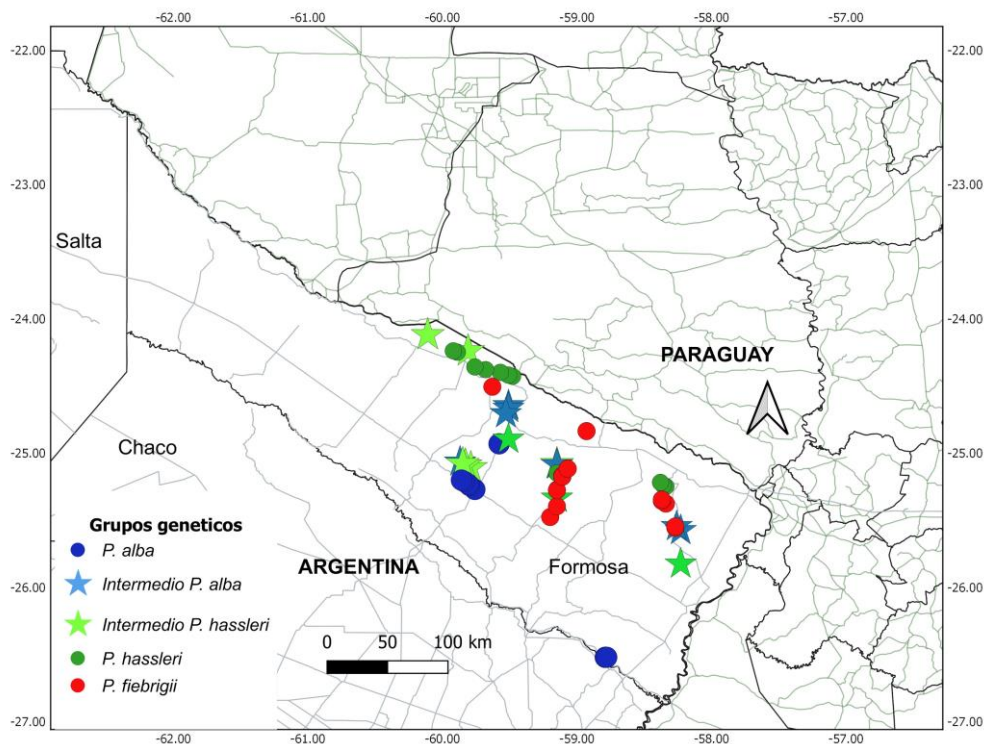 -62.00 -61.00 -60.00 -59.00 -58.00 -57.00
-22.00 -22.00
-23.00 -23.00
Salta
-24.00 -24.00
PARAGUAY
Chaco
-25.00 -25.00
Grupos geneticos
P. alba
ARGENTINA Formosa
Intermedio P. alba
-26.00 -26.00
Intermedio P. hassleri
0 50 100 km
P. hassleri
P. fiebrigii
-27.00 -27.00
-62.00 -61.00 -60.00 -59.00 -58.00 -57.00